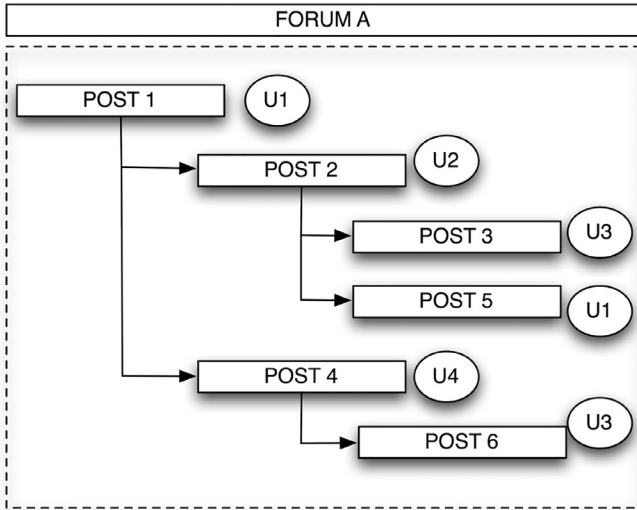 FORUM A
POST 1
U1
POST 2
U2
POST 3
U3
POST 5
U1
POST 4
U4
POST 6
U3